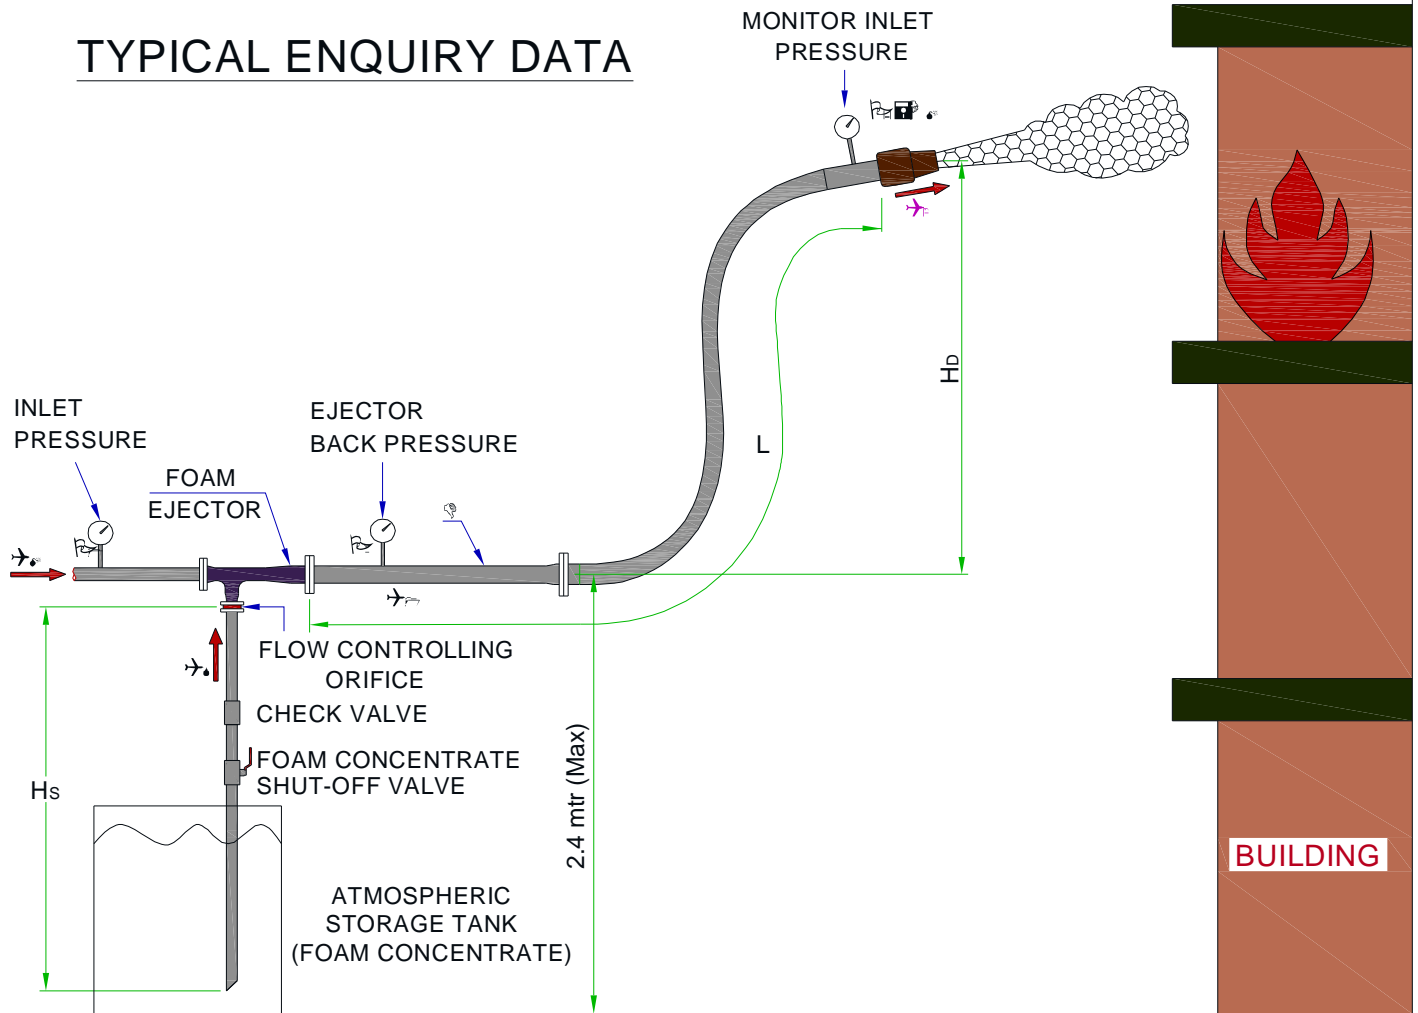 TYPICAL ENQUIRY DATA
MONITOR INLET
PRESSURE
INLET
PRESSURE
EJECTOR
BACK PRESSURE
FOAM
EJECTOR
HD
L
FLOW CONTROLLING
ORIFICE
CHECK VALVE
FOAM CONCENTRATE
SHUT-OFF VALVE
HS
2.4 mtr (Max)
ATMOSPHERIC
STORAGE TANK
(FOAM CONCENTRATE)
BUILDING